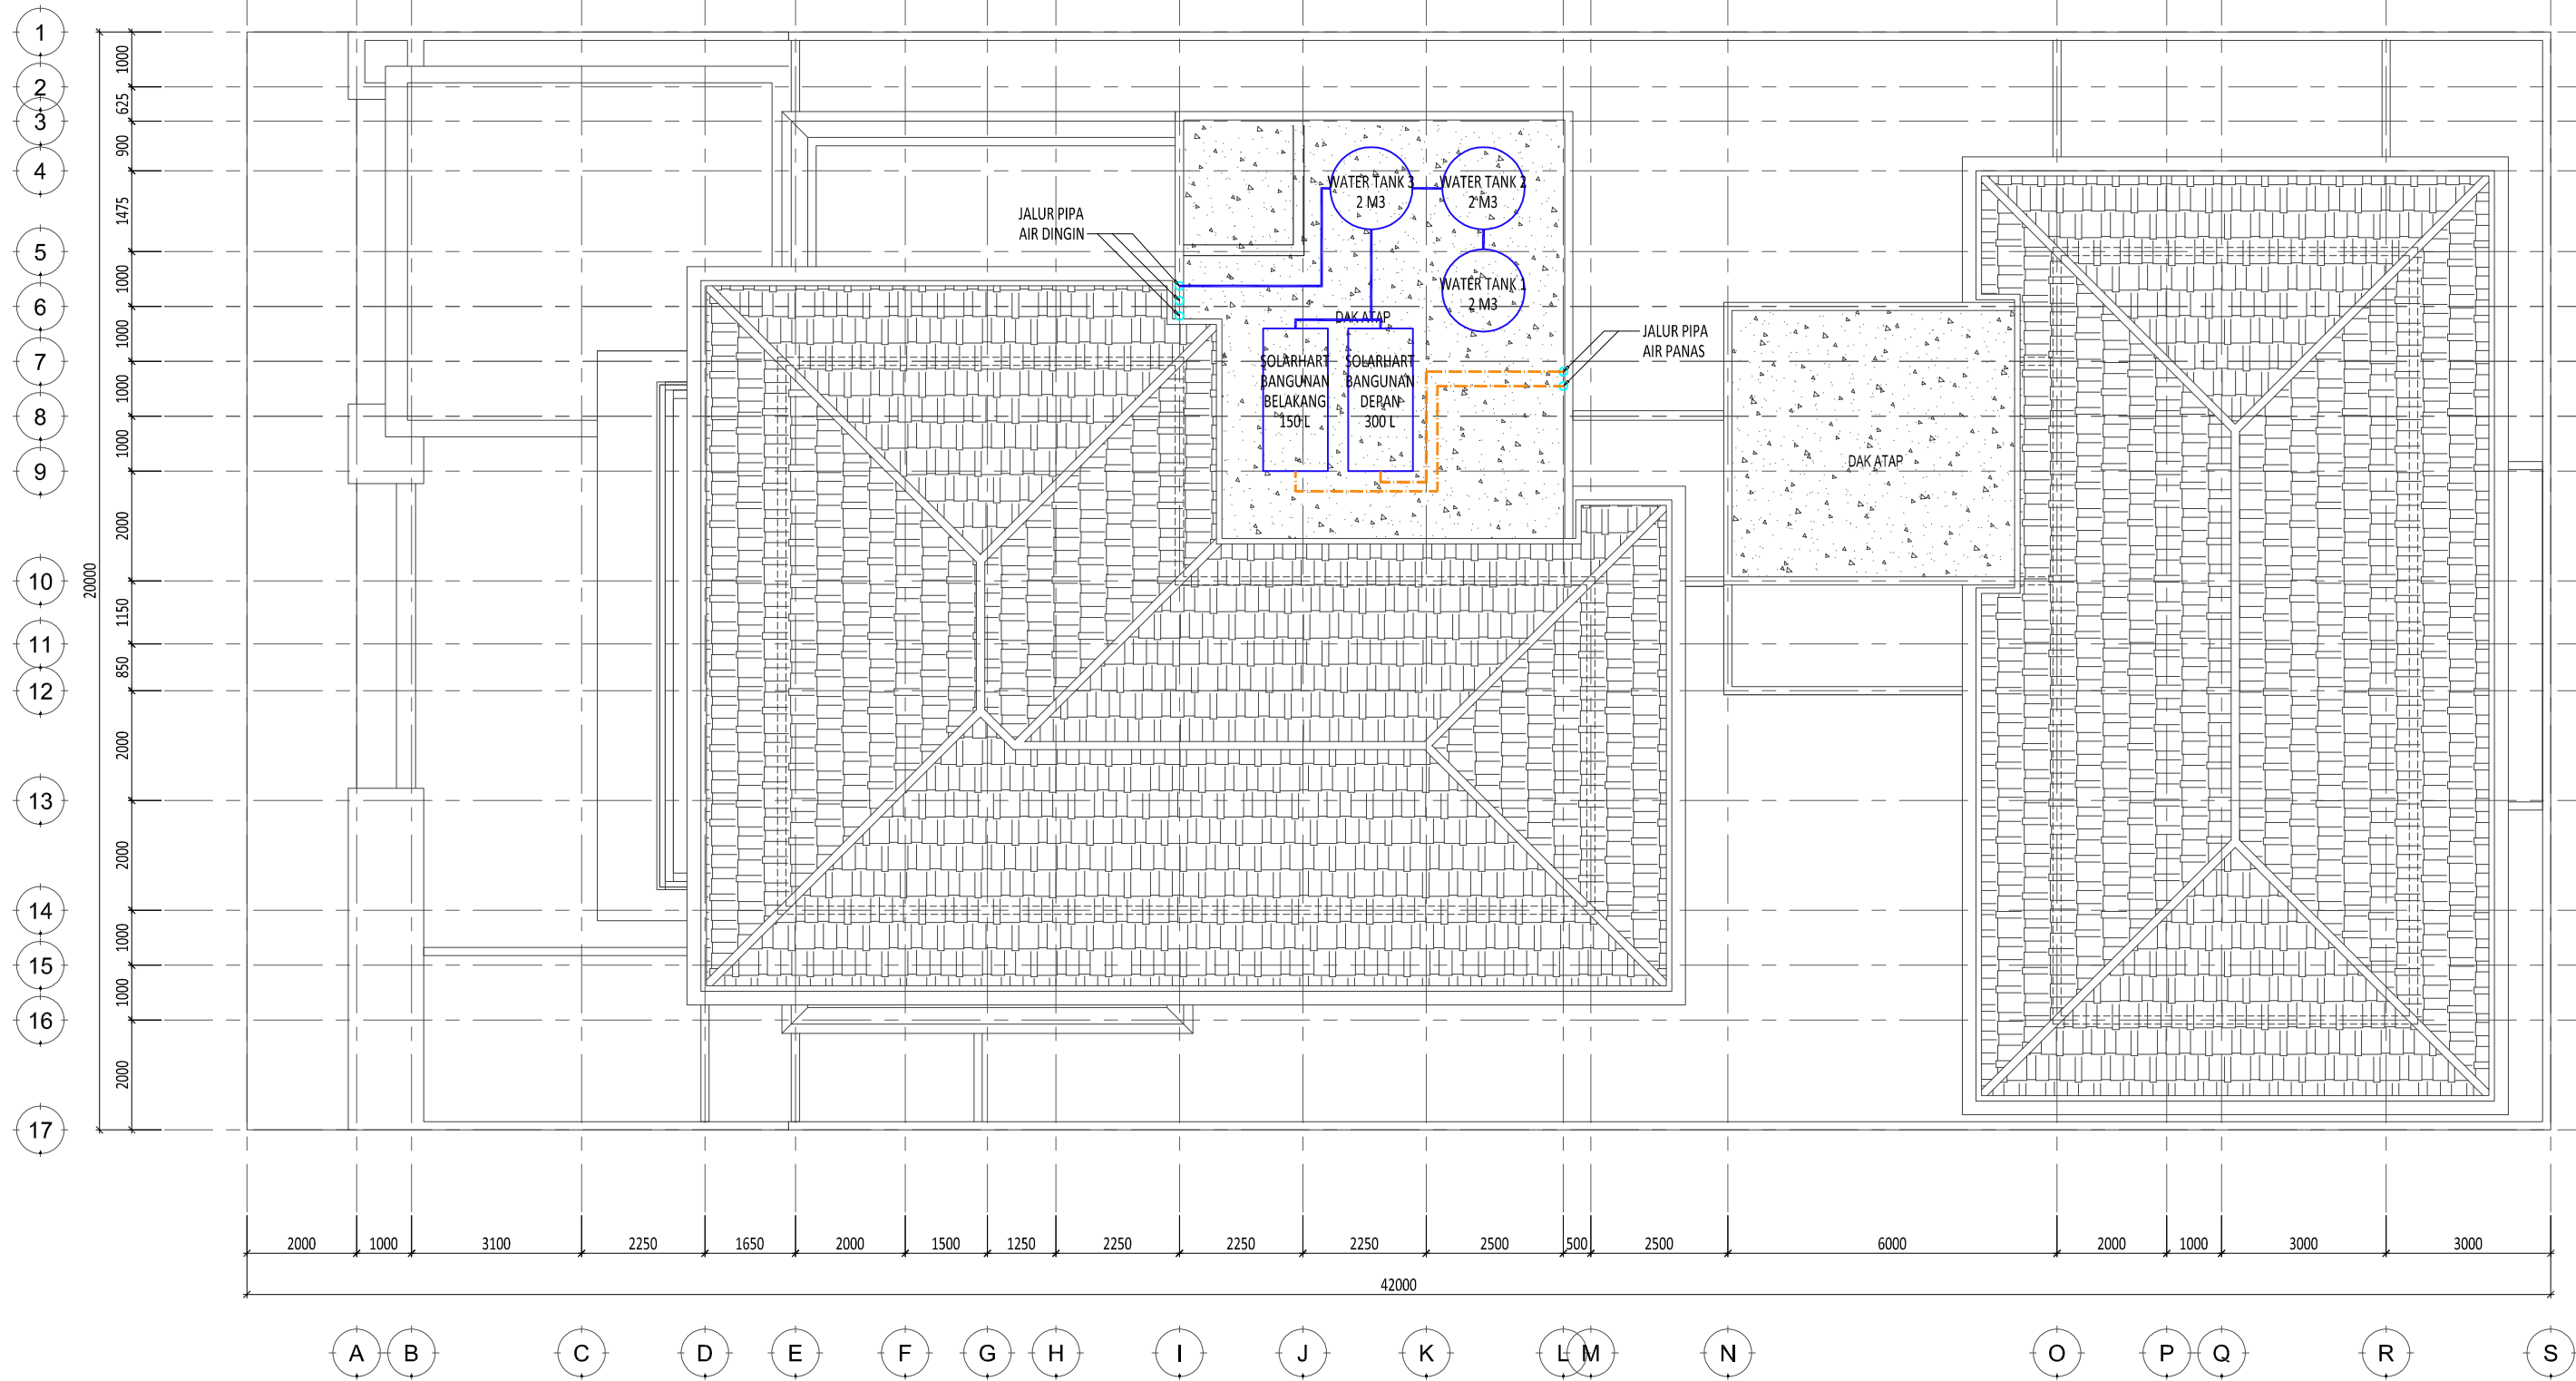 1
2
3
4
5
6
7
8
9
10
11
12
13
14
15
16
17
1000
625
900
1475
1000
1000
1000
1000
2000
1150
850
2000
2000
1000
1000
2000
20000
JALUR PIPA
AIR DINGIN
WATER TANK 3
2 M3
WATER TANK 2
2 M3
WATER TANK 1
2 M3
DAK ATAP
JALUR PIPA
AIR PANAS
SOLARHART
BANGUNAN
BELAKANG
150 L
SOLARHART
BANGUNAN
DEPAN
300 L
DAK ATAP
2000 1000 3100 2250 1650 2000 1500 1250 2250 2250 2250 2500 500 2500 6000 2000 1000 3000 3000
42000
A B C D E F G H I J K L M N O P Q R S